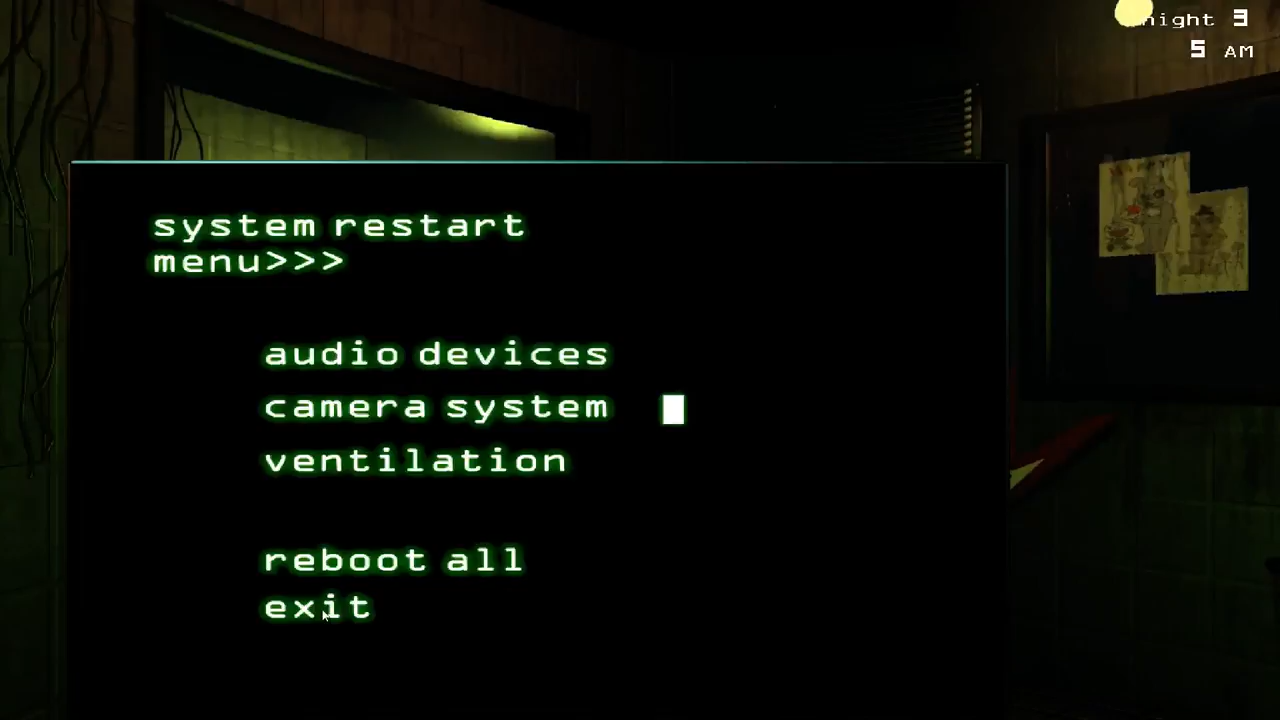 night 3
5 AM
system restart
menu>>>
audio devices
camera system
ventilation
reboot all
exit